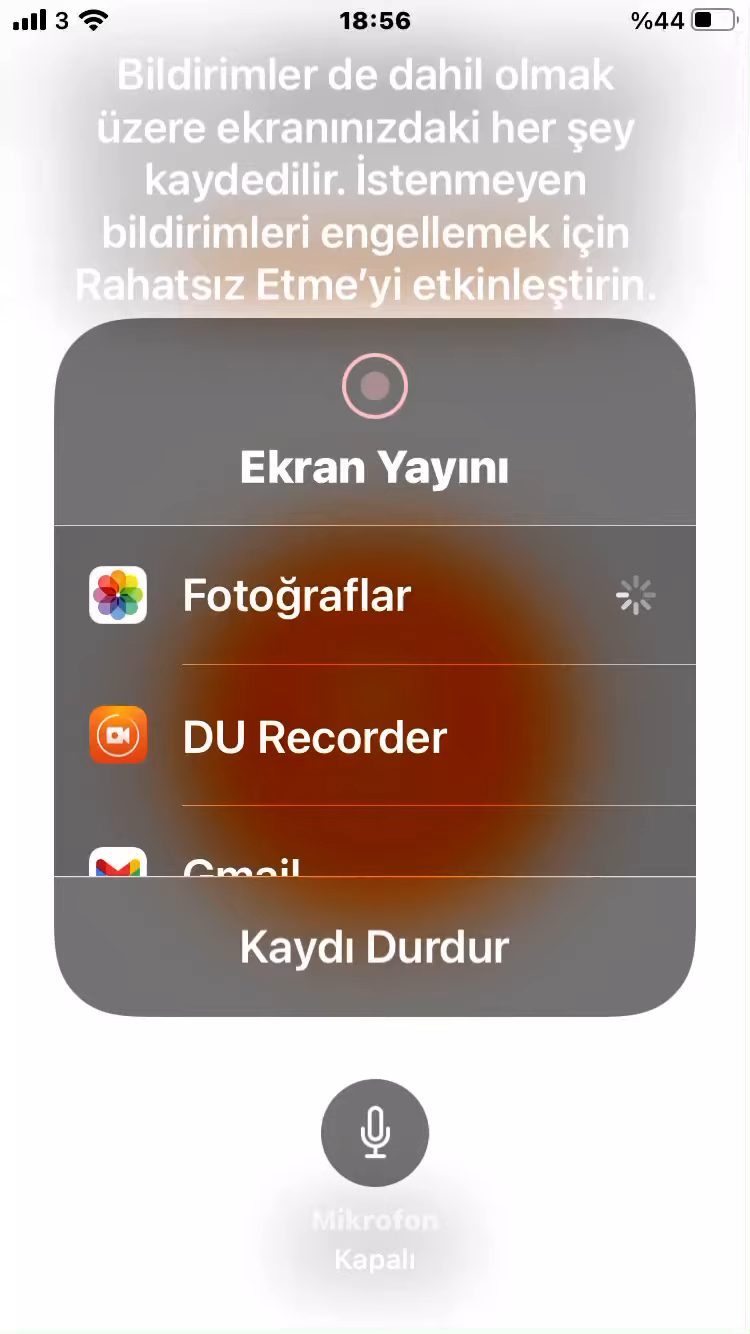 3 18:56 %44
Bildirimler de dahil olmak
üzere ekranınızdaki her şey
kaydedilir. İstenmeyen
bildirimleri engellemek için
Rahatsız Etme’yi etkinleştirin.
Ekran Yayını
Fotoğraflar
DU Recorder
Gmail
Kaydı Durdur
Mikrofon
Kapalı